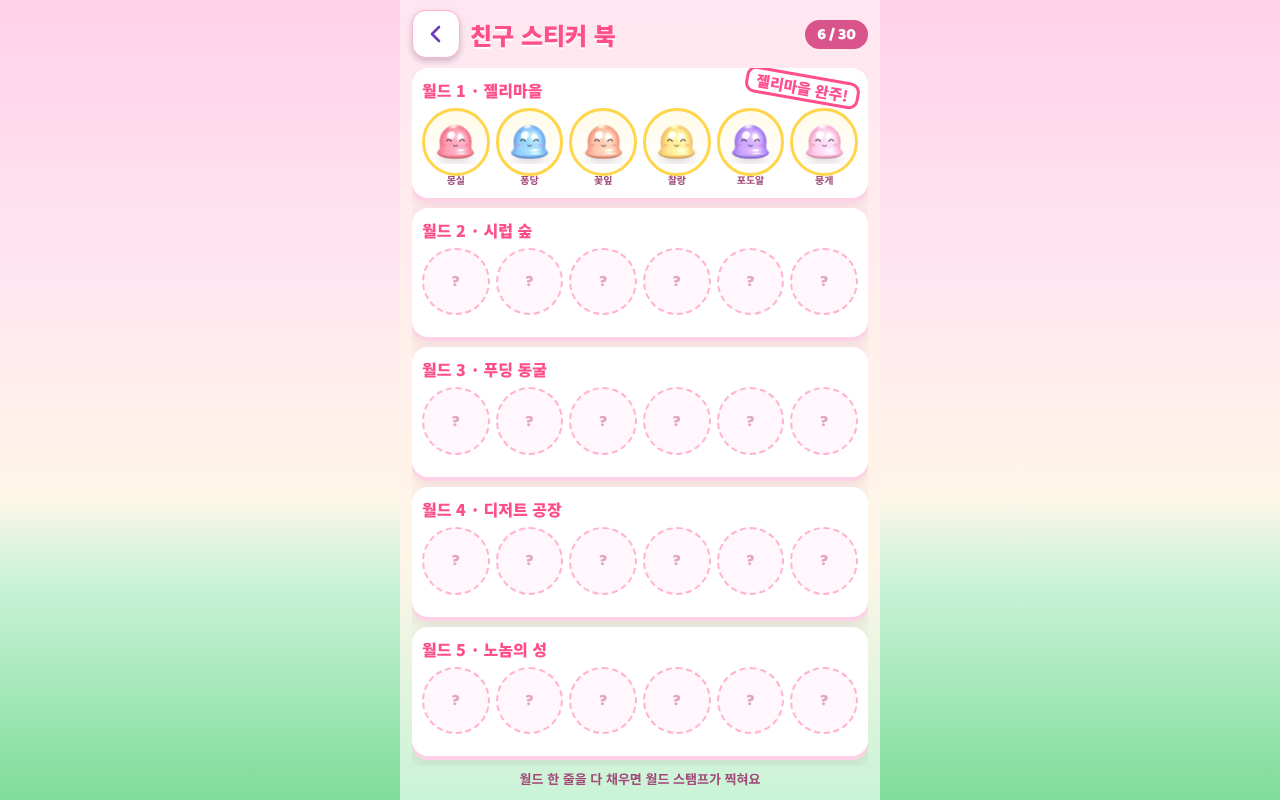 친구 스티커 북
6 / 30
월드 1 · 젤리마을
젤리마을 완주!
몽실
퐁당
꽃잎
찰랑
포도알
뭉게
월드 2 · 시럽 숲
? ? ? ? ? ?
월드 3 · 푸딩 동굴
? ? ? ? ? ?
월드 4 · 디저트 공장
? ? ? ? ? ?
월드 5 · 노놈의 성
? ? ? ? ? ?
월드 한 줄을 다 채우면 월드 스탬프가 찍혀요